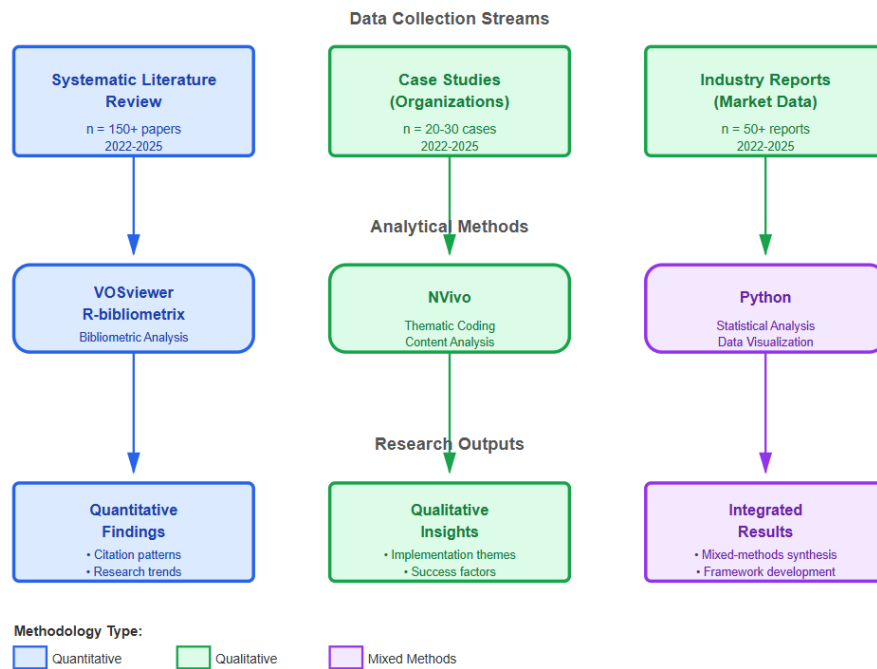 Data Collection Streams
Systematic Literature
Review
n = 150+ papers
2022-2025
Case Studies
(Organizations)
n = 20-30 cases
2022-2025
Industry Reports
(Market Data)
n = 50+ reports
2022-2025
Analytical Methods
VOSviewer
R-bibliometrix
Bibliometric Analysis
NVivo
Thematic Coding
Content Analysis
Python
Statistical Analysis
Data Visualization
Research Outputs
Quantitative
Findings
• Citation patterns
• Research trends
Qualitative
Insights
• Implementation themes
• Success factors
Integrated
Results
• Mixed-methods synthesis
• Framework development
Methodology Type:
Quantitative
Qualitative
Mixed Methods